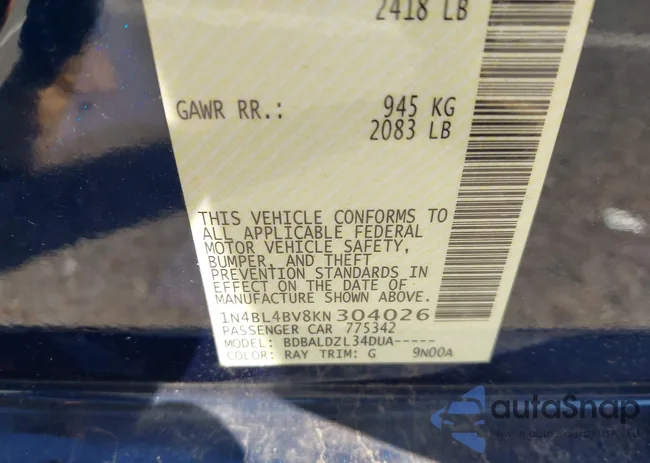 2418 LB
GAWR RR.: 945 KG
2083 LB
THIS VEHICLE CONFORMS TO
ALL APPLICABLE FEDERAL
MOTOR VEHICLE SAFETY,
BUMPER, AND THEFT
PREVENTION STANDARDS IN
EFFECT ON THE DATE OF
MANUFACTURE SHOWN ABOVE.
1N4BL4BV8KN304026
PASSENGER CAR 775342
MODEL: BDBALDZL34DUA-----
COLOR: RAY TRIM: G 9N00A
autoSnap